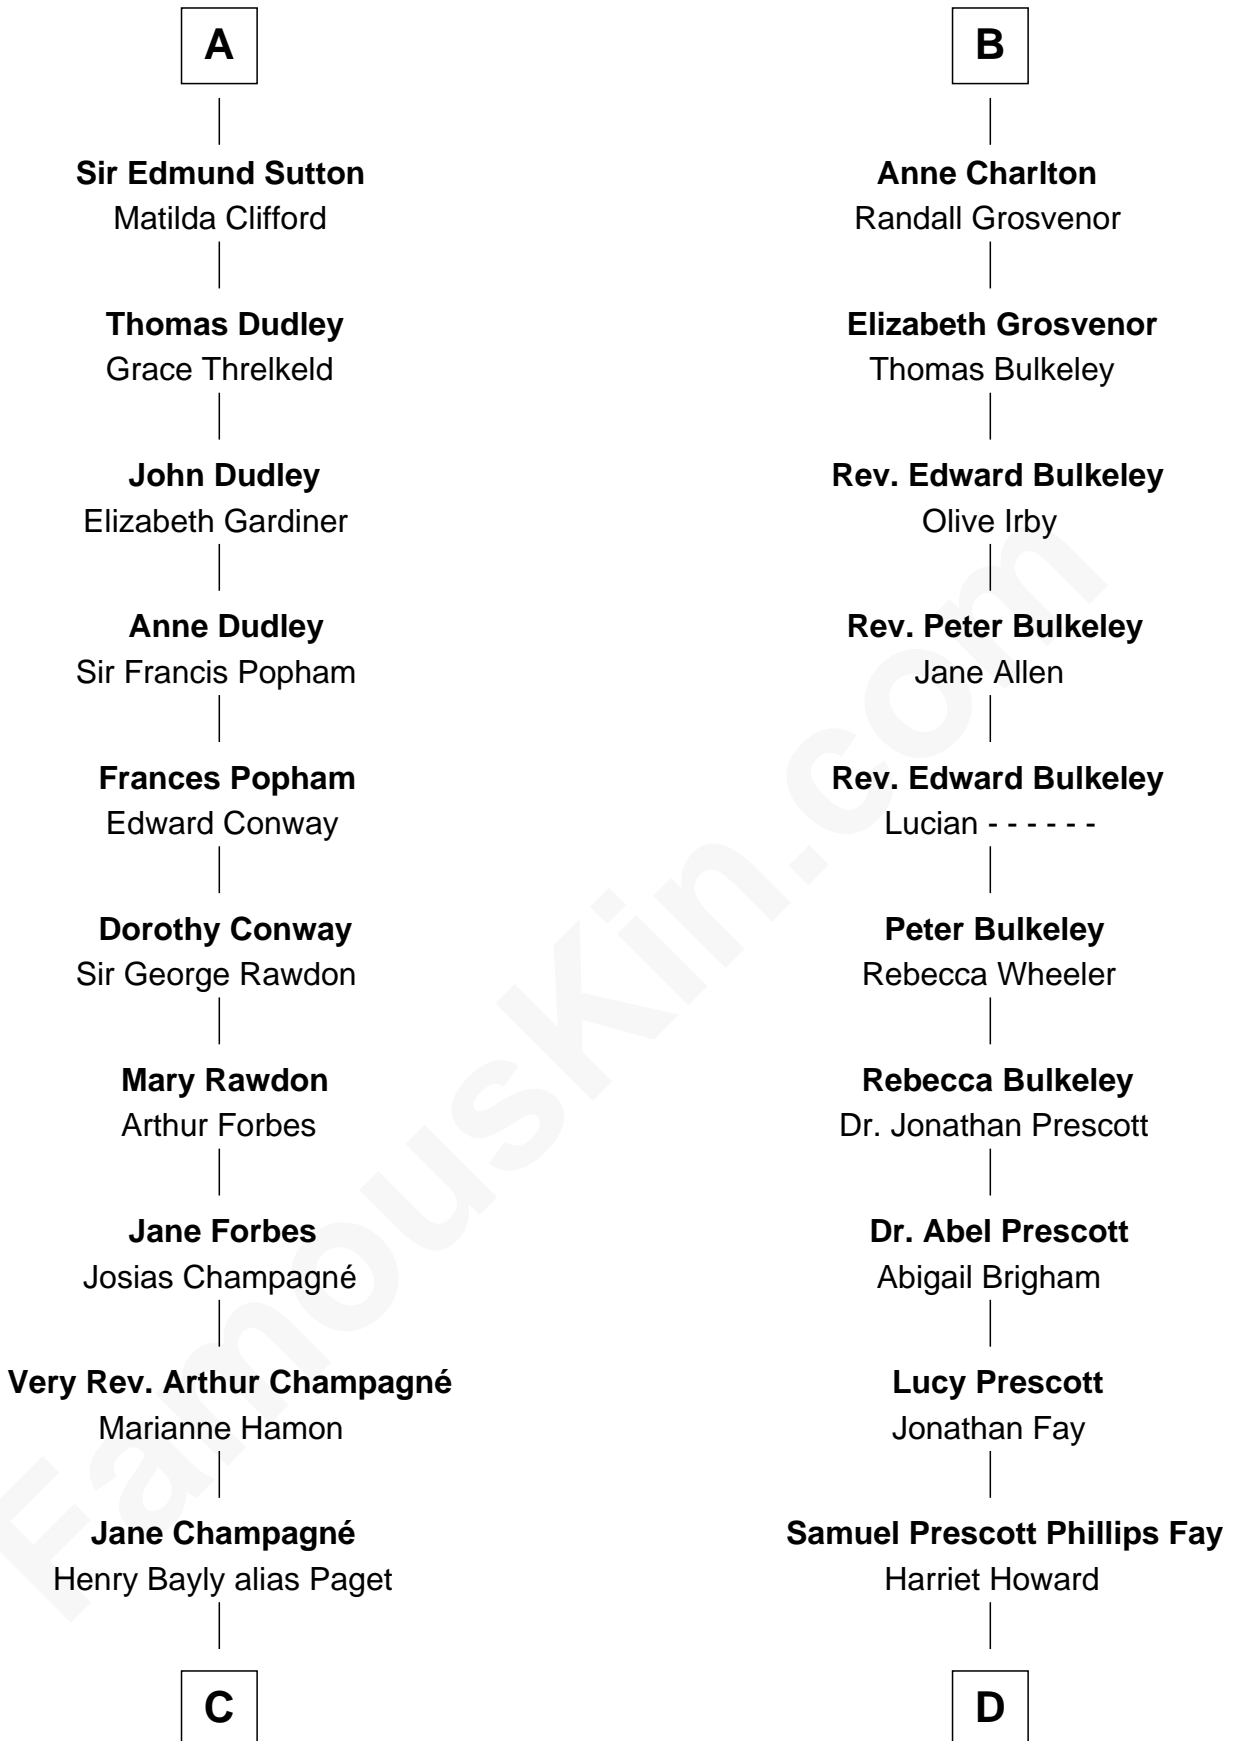 A
Sir Edmund Sutton
Matilda Clifford
Thomas Dudley
Grace Threlkeld
John Dudley
Elizabeth Gardiner
Anne Dudley
Sir Francis Popham
Frances Popham
Edward Conway
Dorothy Conway
Sir George Rawdon
Mary Rawdon
Arthur Forbes
Jane Forbes
Josias Champagné
Very Rev. Arthur Champagné
Marianne Hamon
Jane Champagné
Henry Bayly alias Paget
C
B
Anne Charlton
Randall Grosvenor
Elizabeth Grosvenor
Thomas Bulkeley
Rev. Edward Bulkeley
Olive Irby
Rev. Peter Bulkeley
Jane Allen
Rev. Edward Bulkeley
Lucian - - - - - -
Peter Bulkeley
Rebecca Wheeler
Rebecca Bulkeley
Dr. Jonathan Prescott
Dr. Abel Prescott
Abigail Brigham
Lucy Prescott
Jonathan Fay
Samuel Prescott Phillips Fay
Harriet Howard
D
FamousKin.com